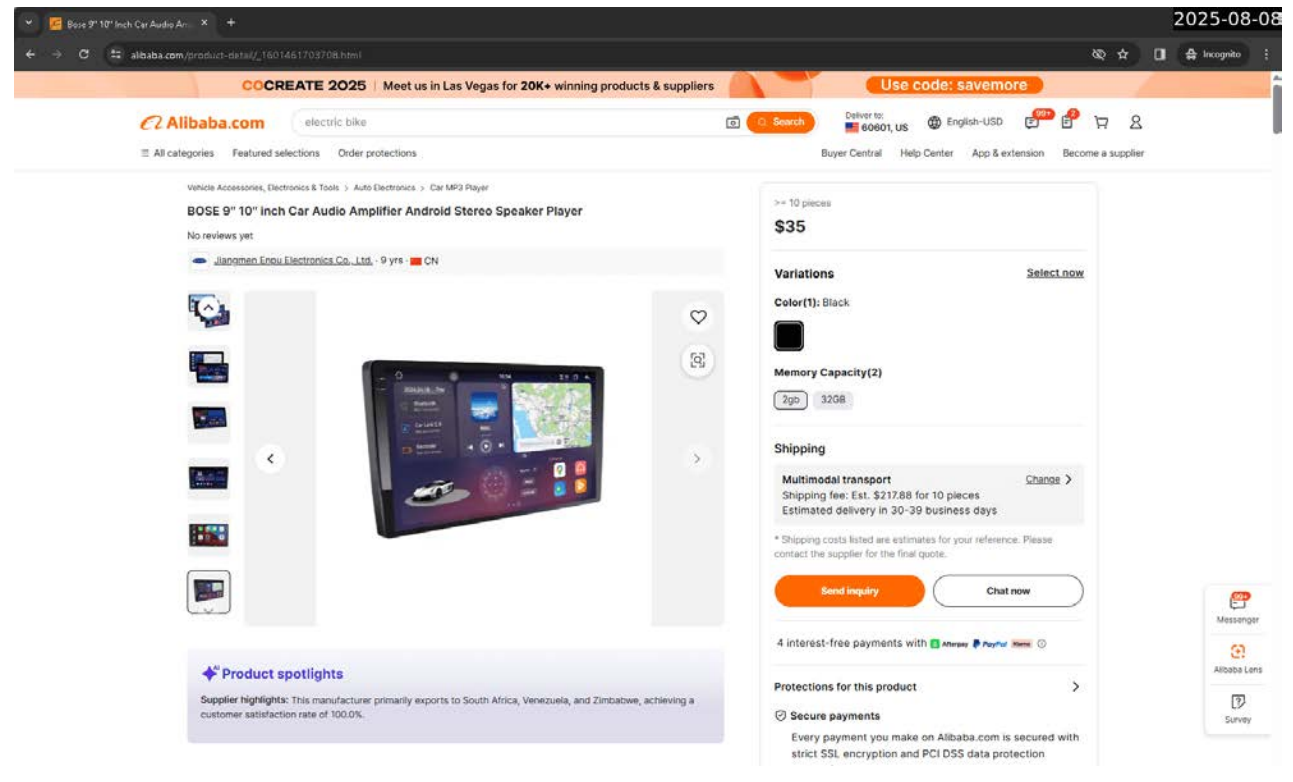 2025-08-08
Bose 9" 10" Inch Car Audio Am
alibaba.com/product-detail/_1601461703708.html
Incognito
COCREATE 2025 | Meet us in Las Vegas for 20K+ winning products & suppliers
Use code: savemore
Alibaba.com
electric bike
Search
Deliver to:
60601, US
English-USD
99+
2
All categories
Featured selections
Order protections
Buyer Central
Help Center
App & extension
Become a supplier
Vehicle Accessories, Electronics & Tools > Auto Electronics > Car MP3 Player
BOSE 9" 10" inch Car Audio Amplifier Android Stereo Speaker Player
No reviews yet
Jiangmen Enou Electronics Co., Ltd. · 9 yrs · CN
>= 10 pieces
$35
Variations
Select now
Color(1): Black
Memory Capacity(2)
2gb
32GB
Shipping
Multimodal transport
Change >
Shipping fee: Est. $217.88 for 10 pieces
Estimated delivery in 30-39 business days
* Shipping costs listed are estimates for your reference. Please
contact the supplier for the final quote.
Send inquiry
Chat now
4 interest-free payments with Afterpay PayPal Klarna
Protections for this product
Secure payments
Every payment you make on Alibaba.com is secured with
strict SSL encryption and PCI DSS data protection
AI Product spotlights
Supplier highlights: This manufacturer primarily exports to South Africa, Venezuela, and Zimbabwe, achieving a
customer satisfaction rate of 100.0%.
99+
Messenger
Alibaba Lens
Survey